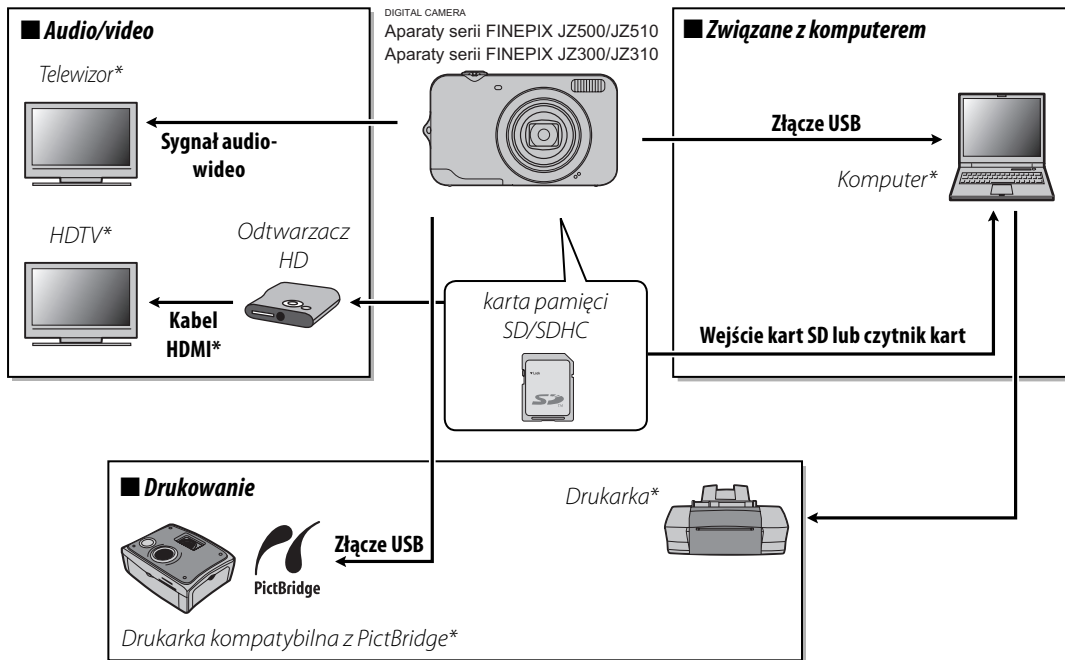 ■ Audio/video
Telewizor*
Sygnał audio-
wideo
HDTV*
Odtwarzacz
HD
Kabel
HDMI*
DIGITAL CAMERA
Aparaty serii FINEPIX JZ500/JZ510
Aparaty serii FINEPIX JZ300/JZ310
karta pamięci
SD/SDHC
Lock
SD
■ Związane z komputerem
Złącze USB
Komputer*
Wejście kart SD lub czytnik kart
■ Drukowanie
Drukarka*
Złącze USB
PictBridge
Drukarka kompatybilna z PictBridge*